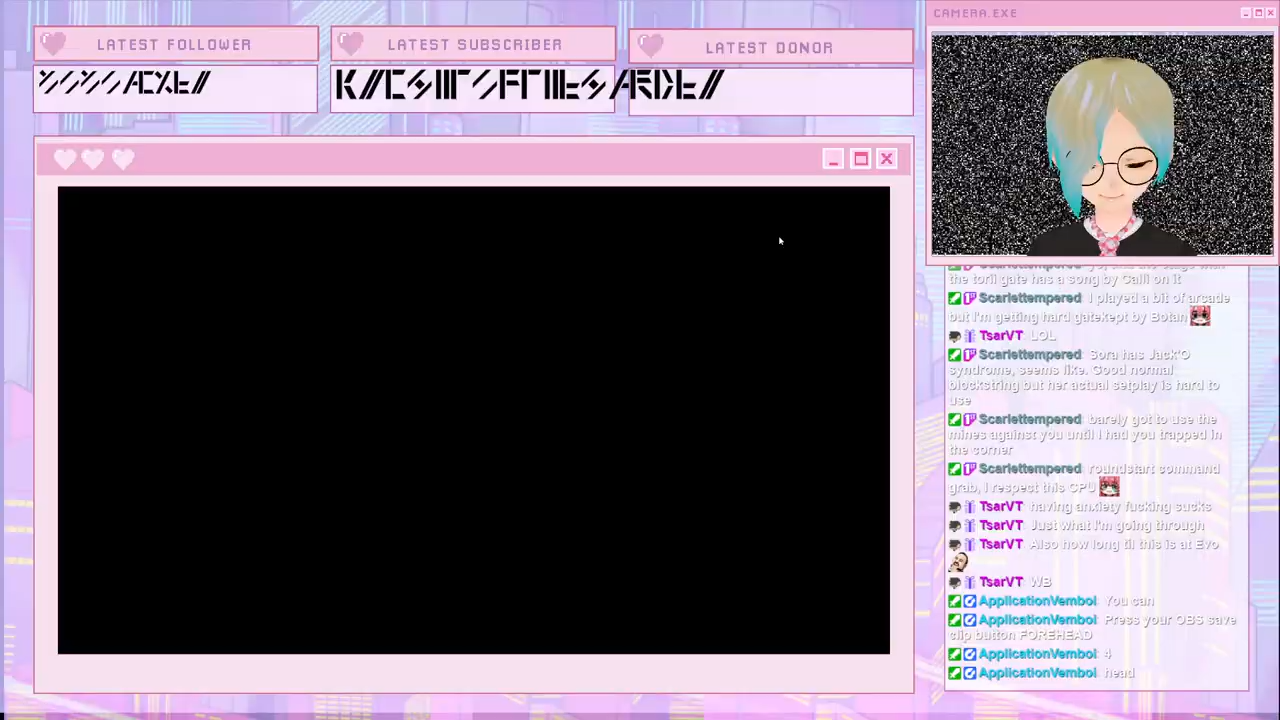 CAMERA.EXE
LATEST FOLLOWER
LATEST SUBSCRIBER
LATEST DONOR
the torii gate has a song by Calli on it
Scarlettempered I played a bit of arcade
but I'm getting hard gatekept by Botan
TsarVT LOL
Scarlettempered Sora has Jack'O
syndrome, seems like. Good normal
blockstring but her actual setplay is hard to
use
Scarlettempered barely got to use the
mines against you until I had you trapped in
the corner
Scarlettempered roundstart command
grab, I respect this CPU
TsarVT having anxiety fucking sucks
TsarVT Just what I'm going through
TsarVT Also how long til this is at Evo
TsarVT WB
ApplicationVembol You can
ApplicationVembol Press your OBS save
clip button FOREHEAD
ApplicationVembol 4
ApplicationVembol head